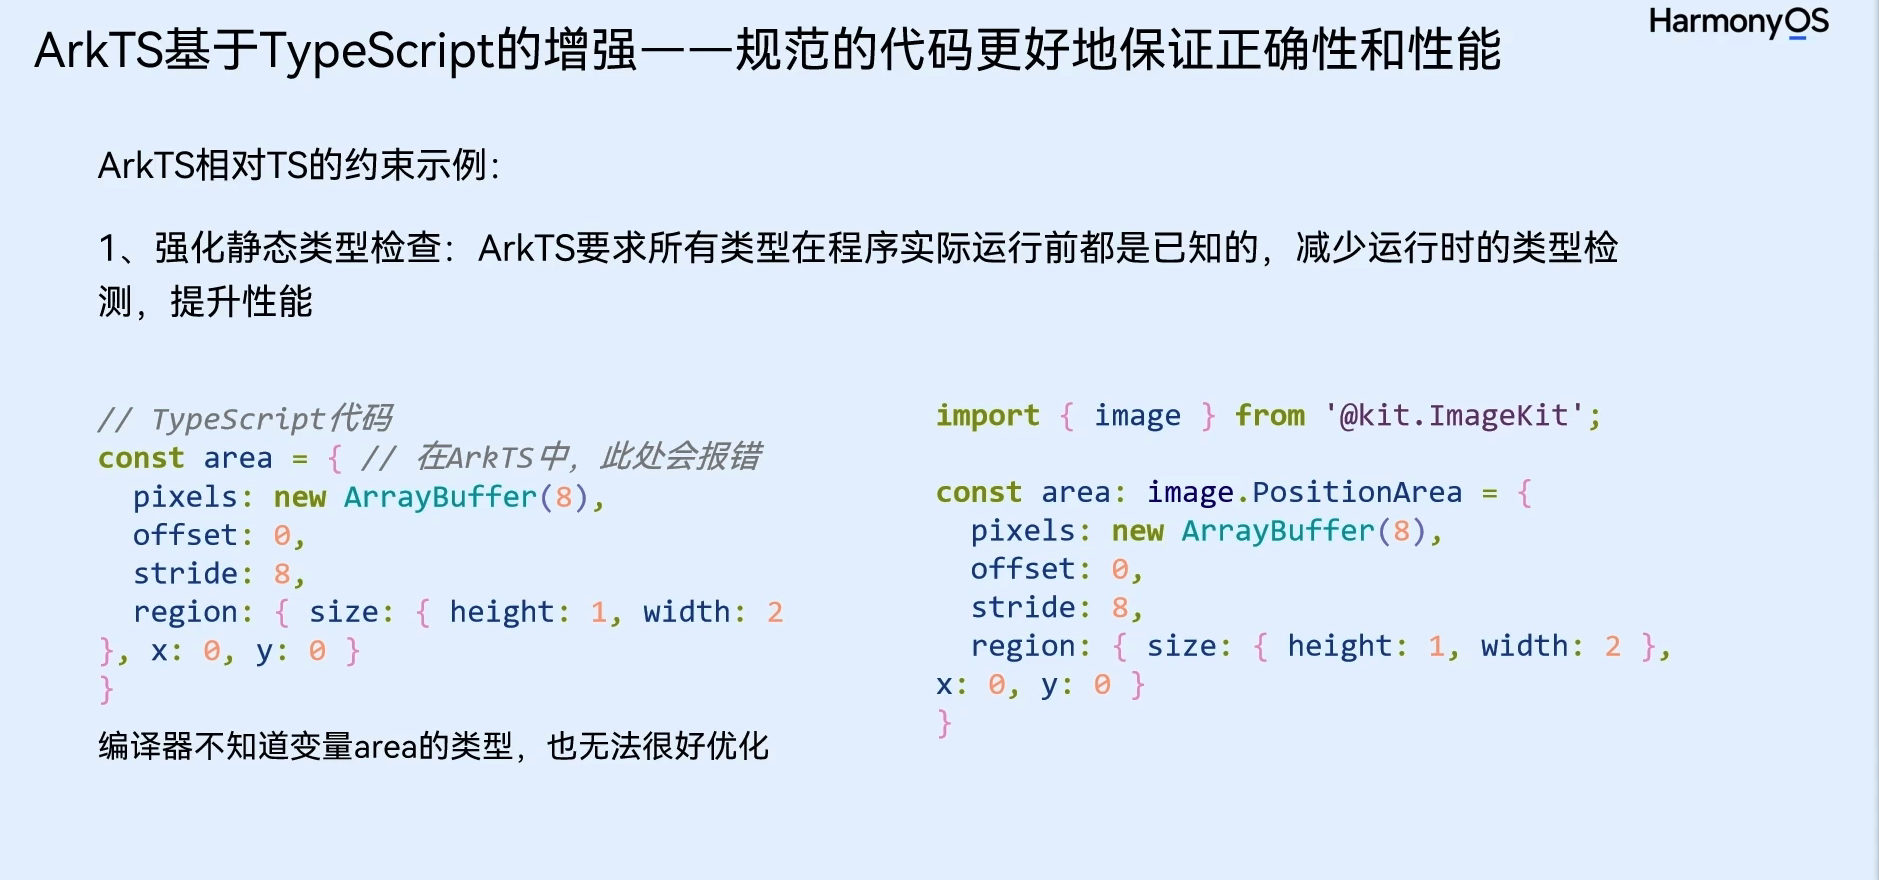 ArkTS基于TypeScript的增强——规范的代码更好地保证正确性和性能
HarmonyOS
ArkTS相对TS的约束示例：
1、强化静态类型检查：ArkTS要求所有类型在程序实际运行前都是已知的，减少运行时的类型检
测，提升性能
// TypeScript代码
const area = { // 在ArkTS中，此处会报错
  pixels: new ArrayBuffer(8),
  offset: 0,
  stride: 8,
  region: { size: { height: 1, width: 2
}, x: 0, y: 0 }
}
编译器不知道变量area的类型，也无法很好优化
import { image } from '@kit.ImageKit';
const area: image.PositionArea = {
  pixels: new ArrayBuffer(8),
  offset: 0,
  stride: 8,
  region: { size: { height: 1, width: 2 },
x: 0, y: 0 }
}